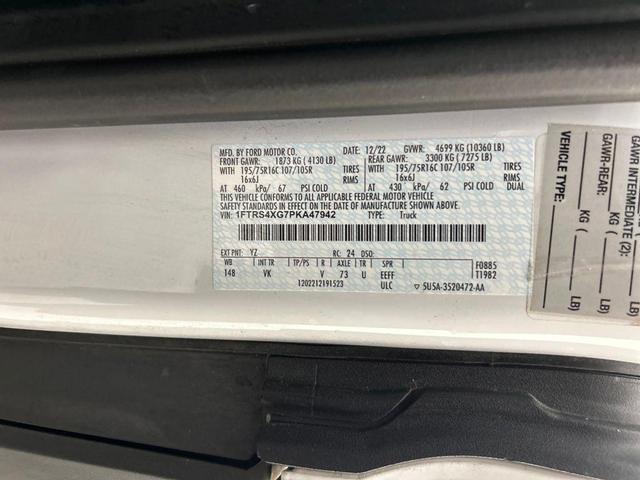 MFD. BY FORD MOTOR CO.
12/22 GVWR: 4699 KG (10360 LB)
FRONT GAWR: 1873 KG (4130 LB)
REAR GAWR: 3300 KG (7275 LB)
WITH 195/75R16C 107/105R TIRES
WITH 195/75R16C 107/105R TIRES
16x6J RIMS
16x6J RIMS
AT 460 kPa/ 67 PSI COLD
AT 430 kPa/ 62 PSI COLD
THIS VEHICLE CONFORMS TO ALL APPLICABLE FEDERAL MOTOR VEHICLE
SAFETY STANDARDS IN EFFECT ON THE DATE OF MANUFACTURE SHOWN ABOVE.
VIN: 1FTRS4XG7PKA47942
TYPE: Truck
EXT PNT: YZ RC: 24 DSO:
WB INT TR TP/PS R AXLE TR SPR F0885
148 VK V 73 U EEFF T1982
1202212191523 ULC 5U5A-3520472-AA
VEHICLE TYPE:
GAWR-REAR:
KG (
LB)
GAWR INTERMEDIATE (2):
KG (
LB)